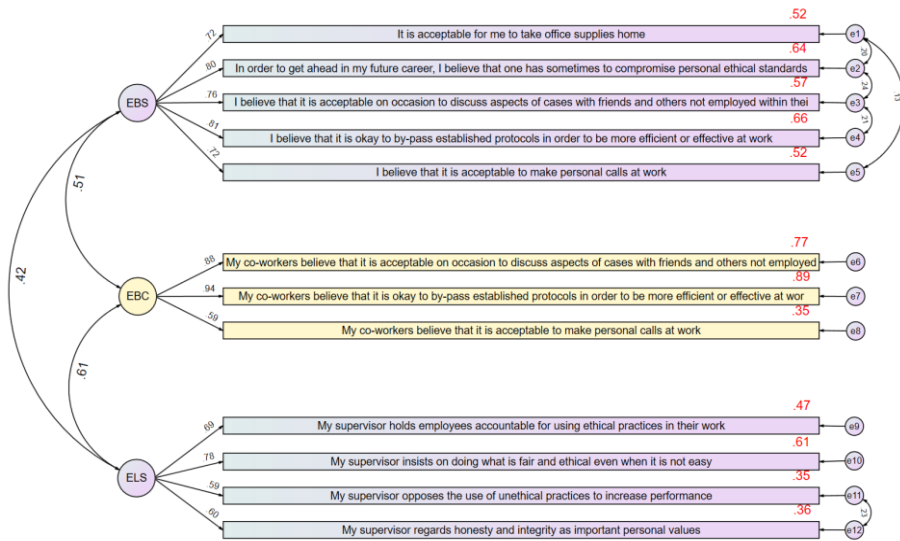 .52
.72 It is acceptable for me to take office supplies home e1
.64 .20
.80 In order to get ahead in my future career, I believe that one has sometimes to compromise personal ethical standards e2
.57 .24 .13
EBS .76 I believe that it is acceptable on occasion to discuss aspects of cases with friends and others not employed within thei e3
.66 .21
.81 I believe that it is okay to by-pass established protocols in order to be more efficient or effective at work e4
.52
.72 I believe that it is acceptable to make personal calls at work e5
.51
.77
.88 My co-workers believe that it is acceptable on occasion to discuss aspects of cases with friends and others not employed e6
.42
.89
EBC .94 My co-workers believe that it is okay to by-pass established protocols in order to be more efficient or effective at wor e7
.35
.59 My co-workers believe that it is acceptable to make personal calls at work e8
.61
.47
.69 My supervisor holds employees accountable for using ethical practices in their work e9
.61
.78 My supervisor insists on doing what is fair and ethical even when it is not easy e10
.35
ELS .59 My supervisor opposes the use of unethical practices to increase performance e11
.36 .23
.60 My supervisor regards honesty and integrity as important personal values e12